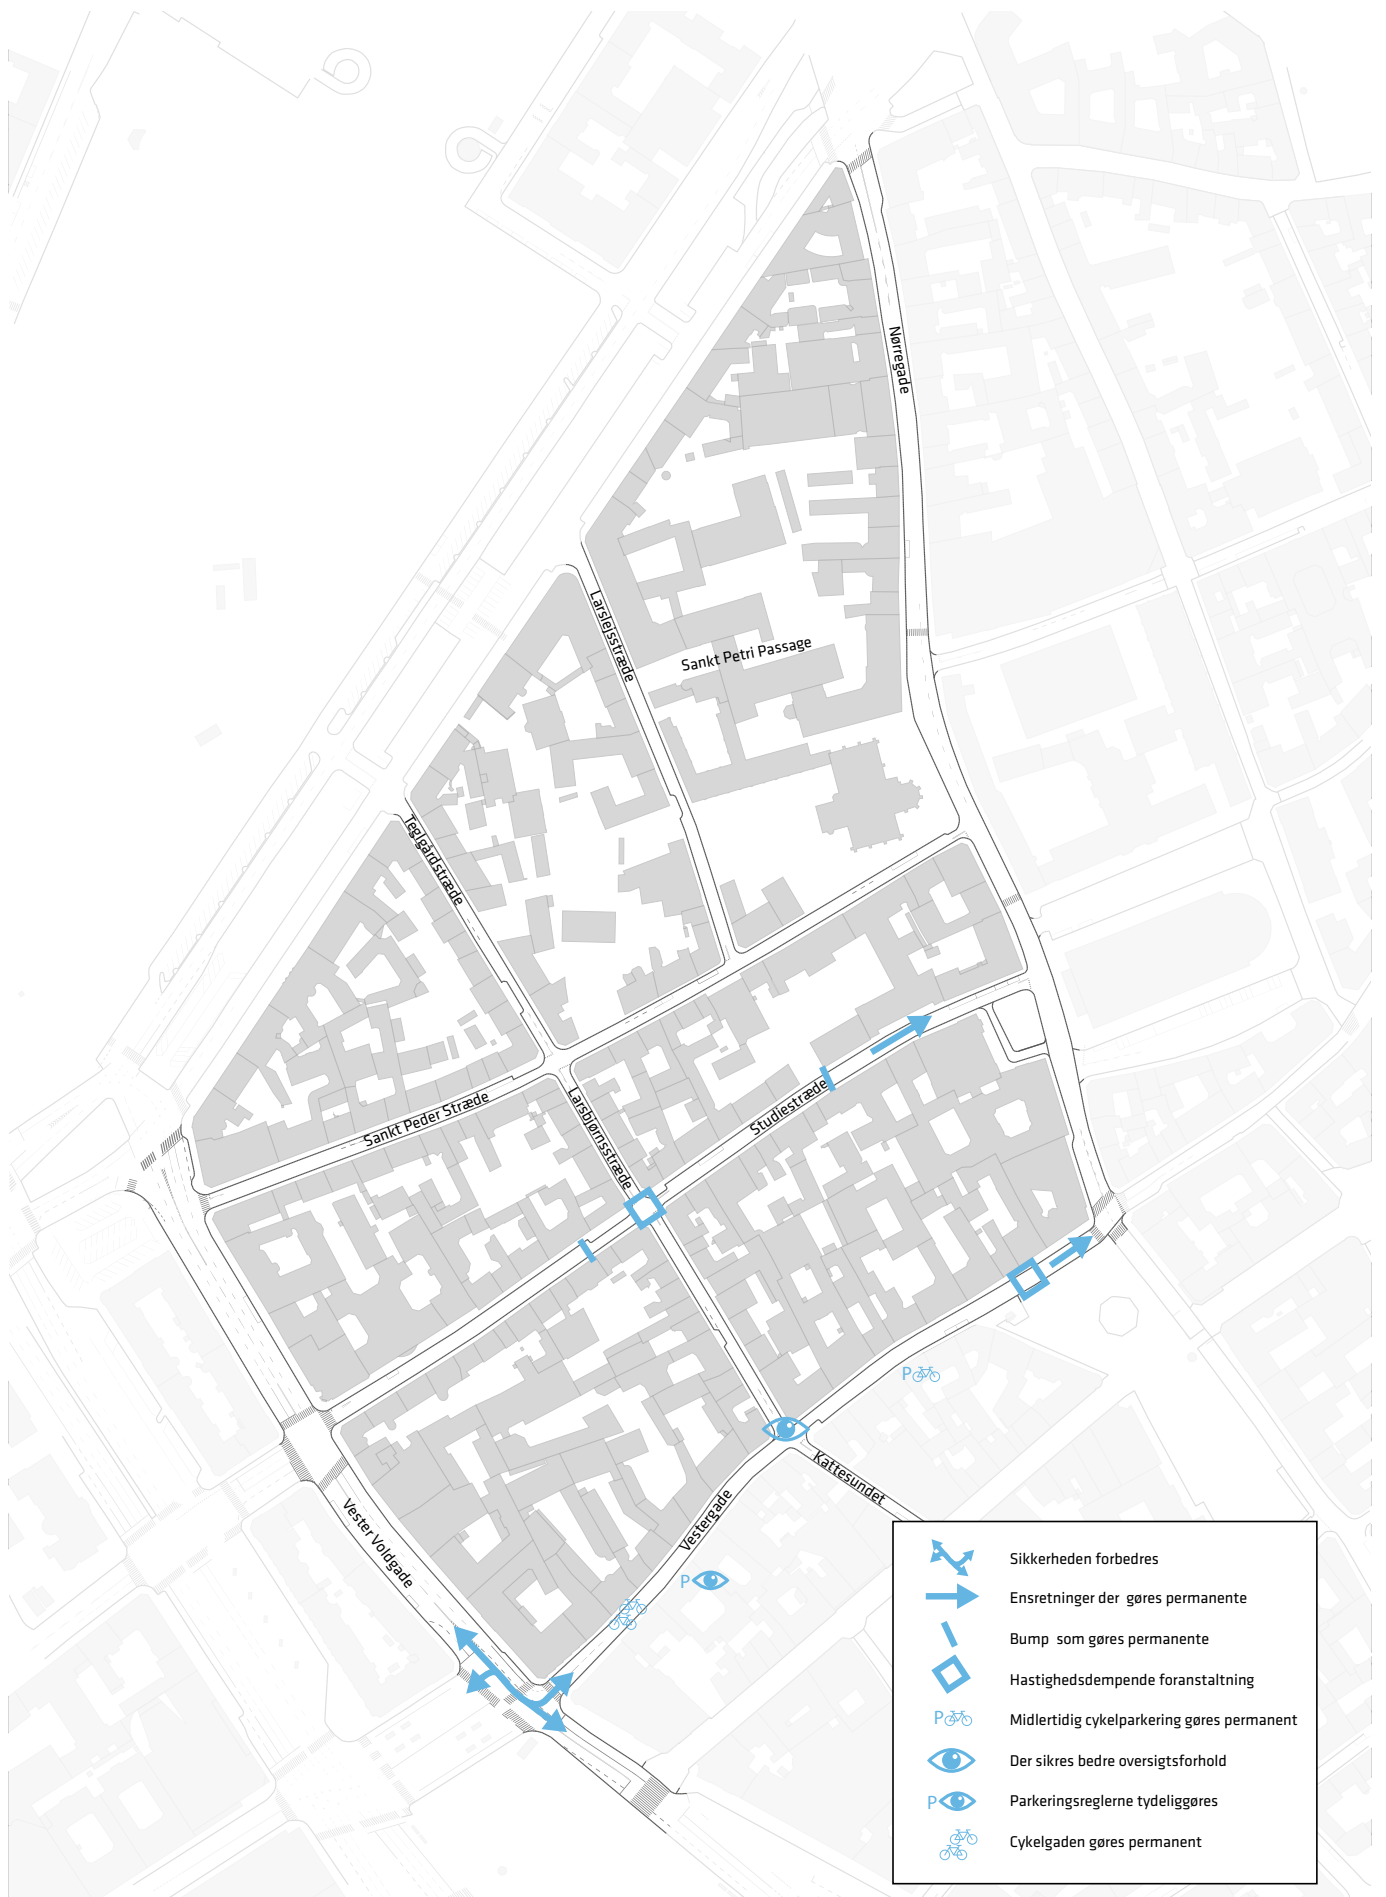 Nørregade
Larslejsstræde
Sankt Petri Passage
Teglgårdstræde
Sankt Peder Stræde
Larsbjørnsstræde
Studiestræde
P
Kattesundet
Vestergade
Vester Voldgade
P
Sikkerheden forbedres
Ensretninger der gøres permanente
Bump som gøres permanente
Hastighedsdempende foranstaltning
P Midlertidig cykelparkering gøres permanent
Der sikres bedre oversigtsforhold
P Parkeringsreglerne tydeliggøres
Cykelgaden gøres permanent